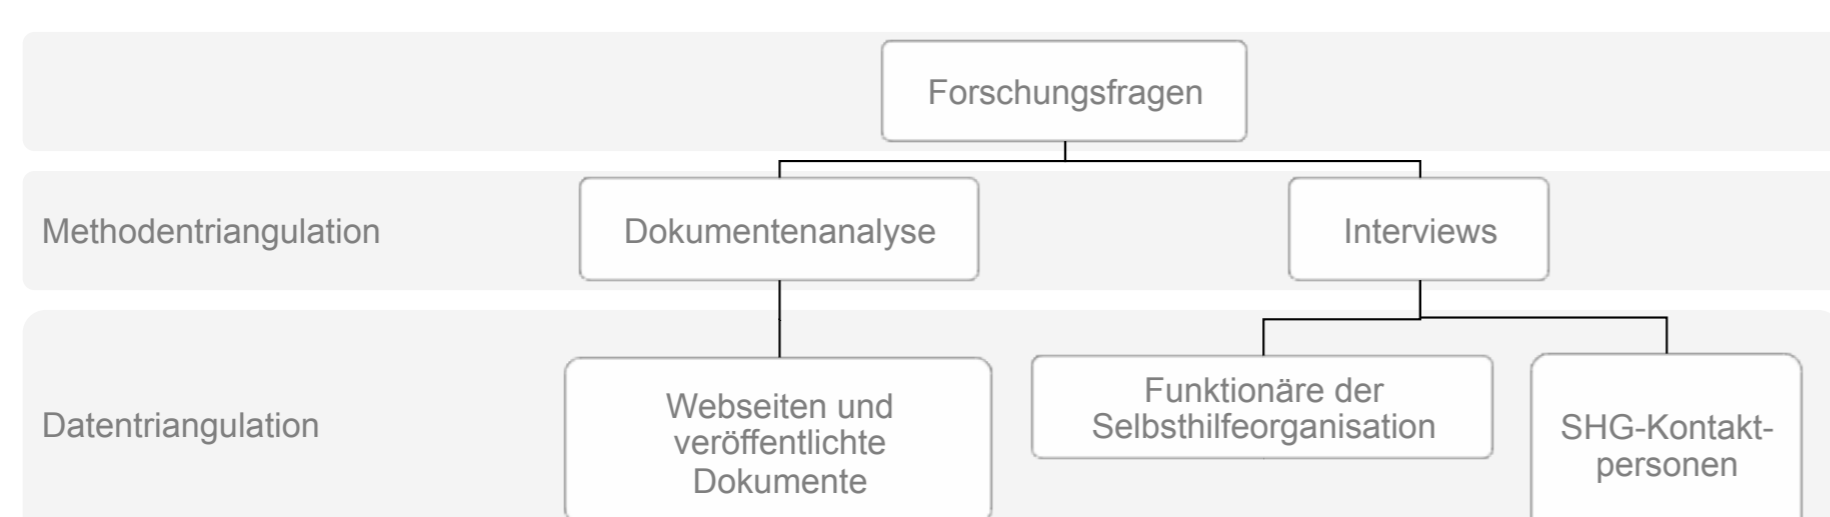 Forschungsfragen
Methodentriangulation
Dokumentenanalyse
Interviews
Datentriangulation
Webseiten und
veröffentlichte
Dokumente
Funktionäre der
Selbsthilfeorganisation
SHG-Kontakt-
personen